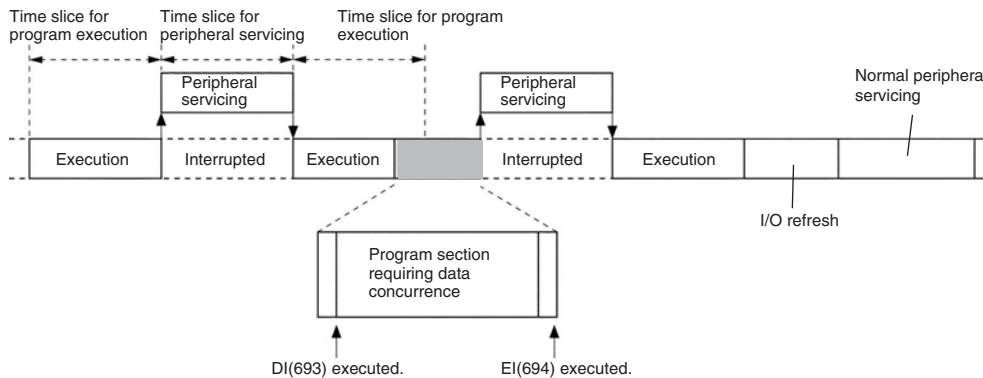 Time slice for
program execution
Time slice for
peripheral servicing
Time slice for program
execution
Peripheral
servicing
Peripheral
servicing
Normal periphera
servicing
Execution
Interrupted
Execution
Interrupted
Execution
I/O refresh
Program section
requiring data
concurrence
DI(693) executed.
EI(694) executed.